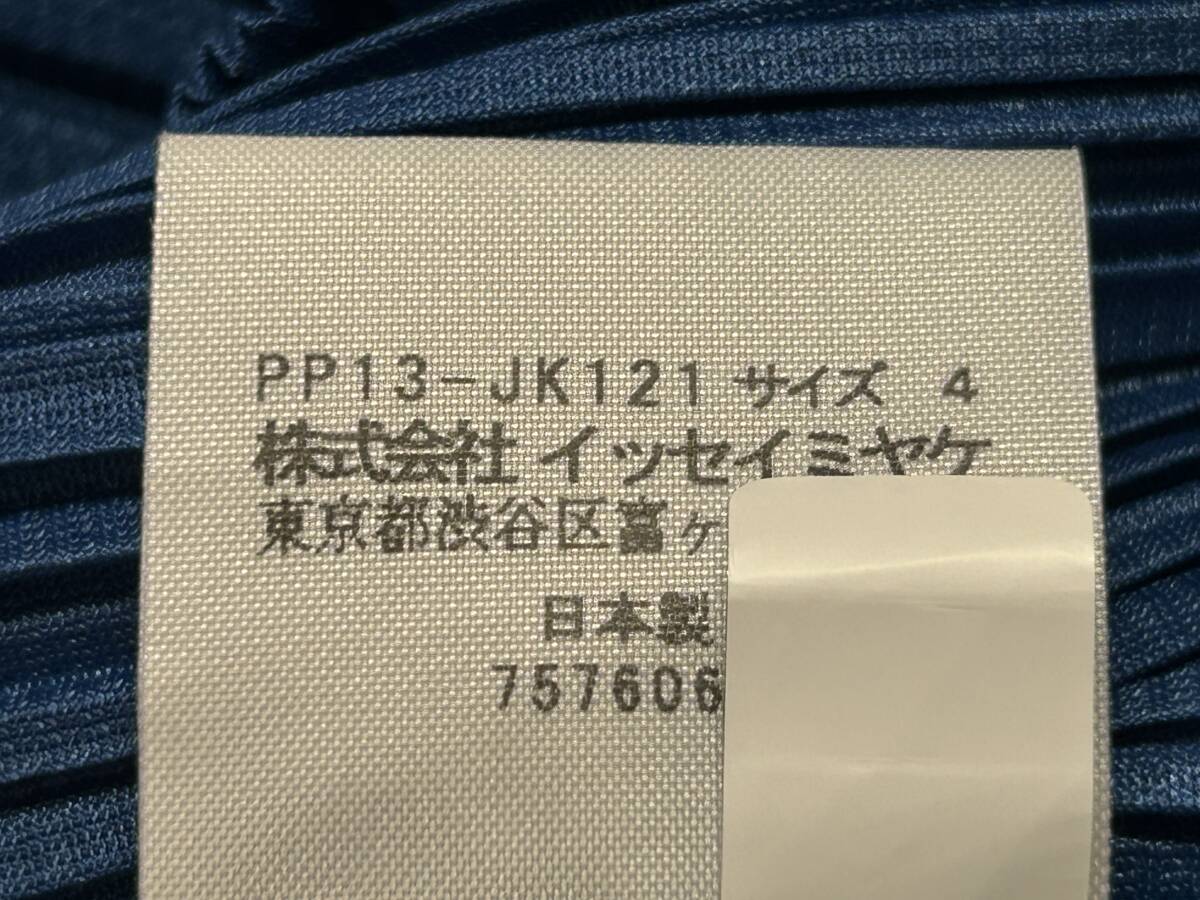 PP13-JK121 サイズ 4
株式会社 イッセイミヤケ
東京都渋谷区富ヶ
日本製
757606